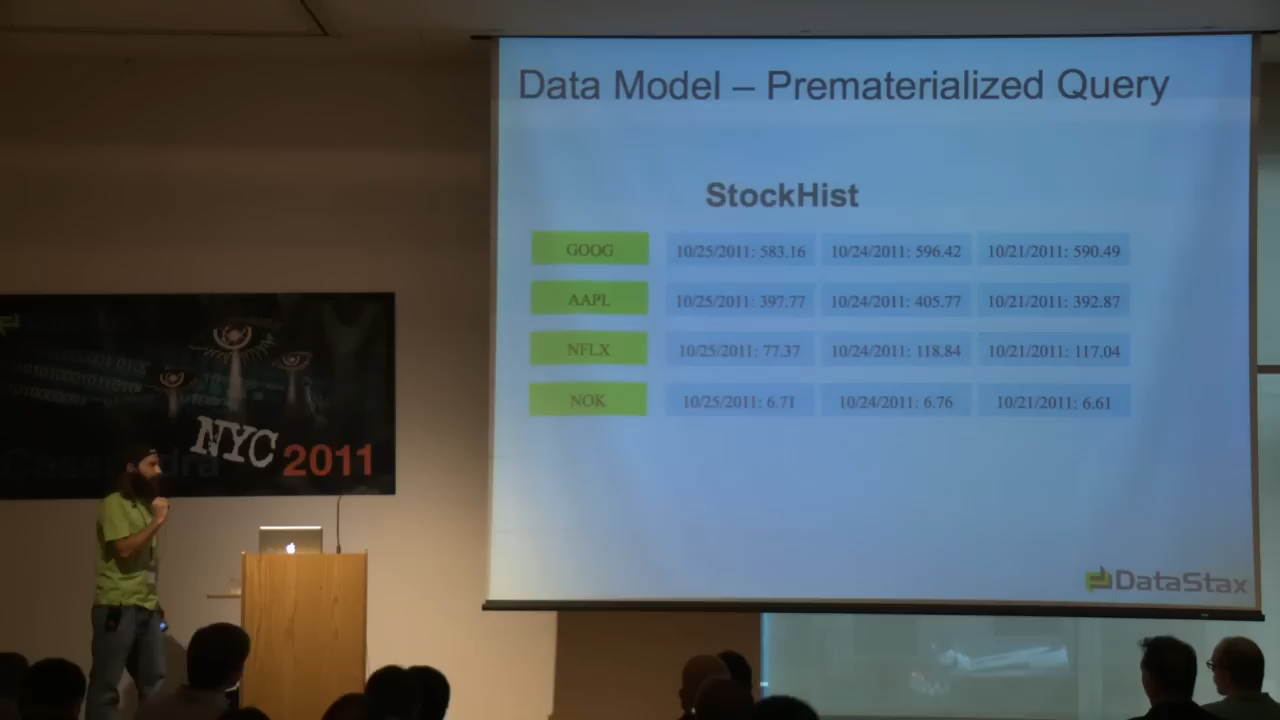 Data Model – Prematerialized Query
StockHist
GOOG 10/25/2011: 583.16 10/24/2011: 596.42 10/21/2011: 590.49
AAPL 10/25/2011: 397.77 10/24/2011: 405.77 10/21/2011: 392.87
NFLX 10/25/2011: 77.37 10/24/2011: 118.84 10/21/2011: 117.04
NOK 10/25/2011: 6.71 10/24/2011: 6.76 10/21/2011: 6.61
DataStax
NYC 2011
Cassandra